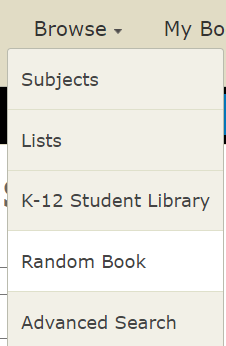 Browse My Bo
Subjects
Lists
K-12 Student Library
Random Book
Advanced Search